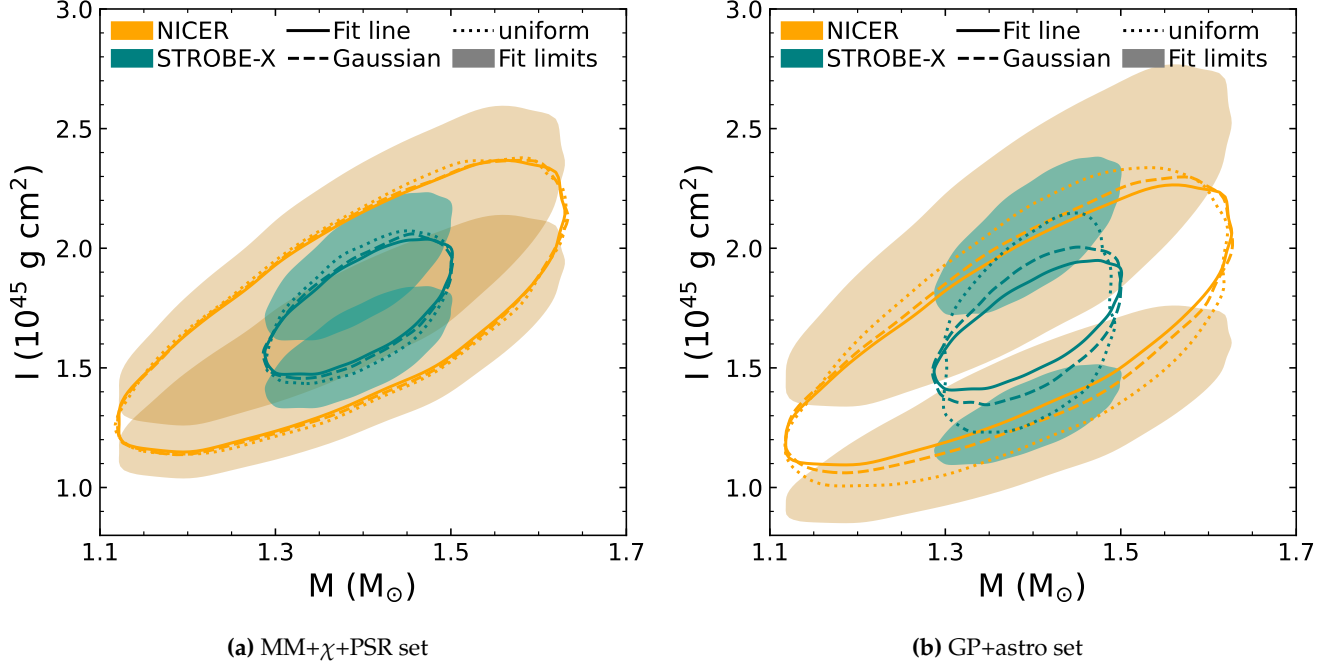 3.0
2.5
2.0
1.5
1.0
I (10⁴⁵ g cm²)
NICER
STROBE-X
Fit line
Gaussian
uniform
Fit limits
1.1 1.3 1.5 1.7
M (M⊙)
(a) MM+χ+PSR set
3.0
2.5
2.0
1.5
1.0
I (10⁴⁵ g cm²)
NICER
STROBE-X
Fit line
Gaussian
uniform
Fit limits
1.1 1.3 1.5 1.7
M (M⊙)
(b) GP+astro set